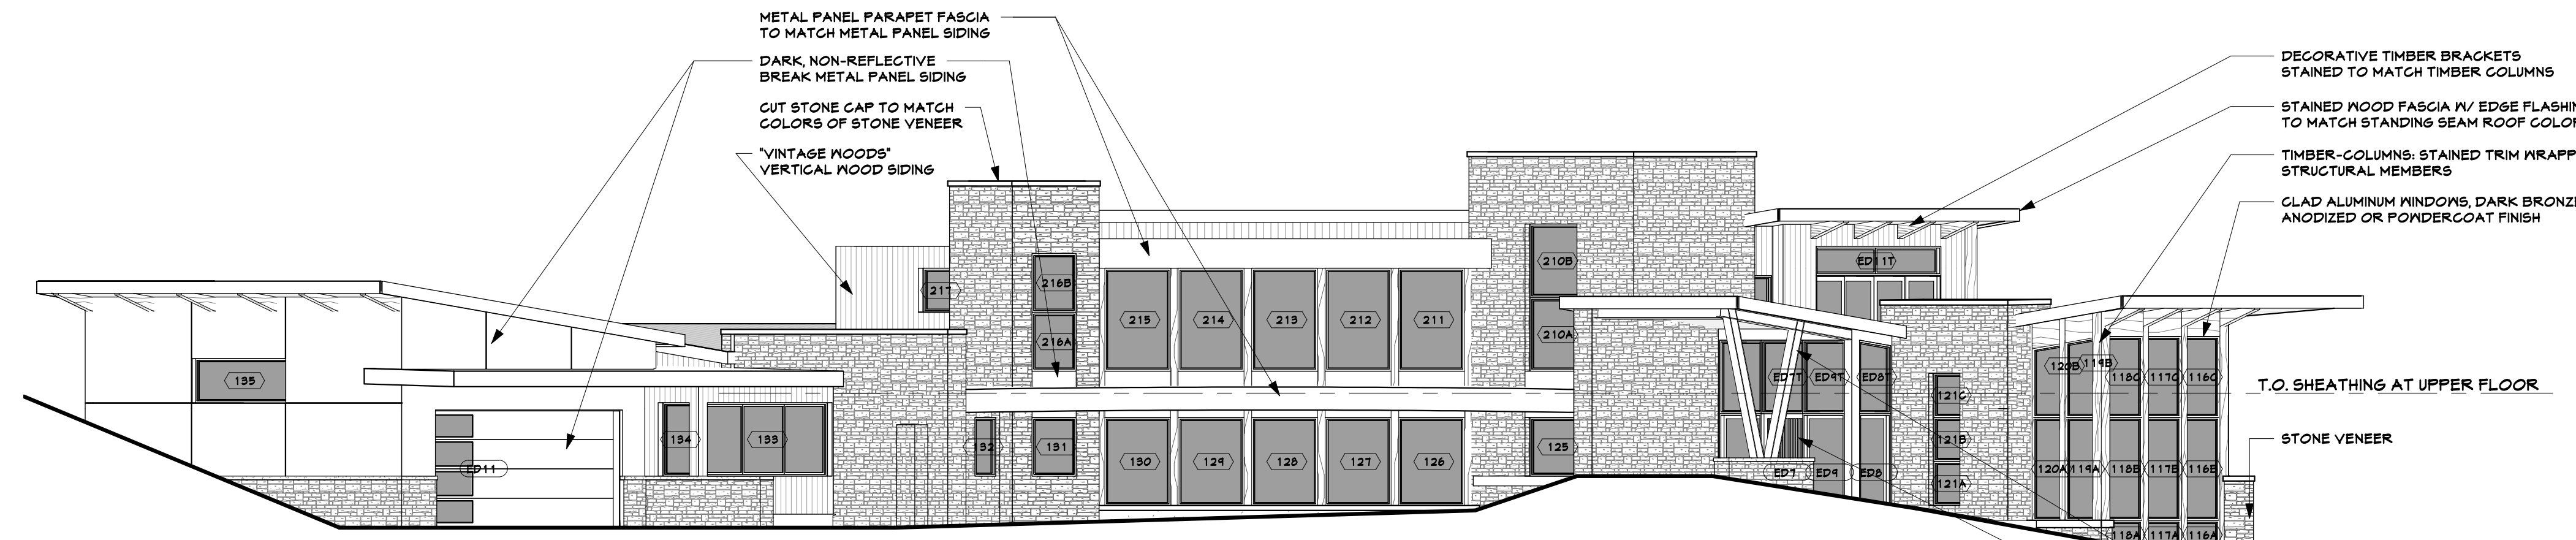 METAL PANEL PARAPET FASCIA
TO MATCH METAL PANEL SIDING
DARK, NON-REFLECTIVE
BREAK METAL PANEL SIDING
CUT STONE CAP TO MATCH
COLORS OF STONE VENEER
"VINTAGE WOODS"
VERTICAL WOOD SIDING
DECORATIVE TIMBER BRACKETS
STAINED TO MATCH TIMBER COLUMNS
STAINED WOOD FASCIA W/ EDGE
TO MATCH STANDING SEAM ROOF
TIMBER-COLUMNS: STAINED TRIM
STRUCTURAL MEMBERS
CLAD ALUMINUM WINDOWS, DARK
ANODIZED OR POWDERCOAT FINISH
T.O. SHEATHING AT UPPER FLOOR
STONE VENEER
217
216B
216A
215
214
213
212
211
210B
210A
ED11T
135
134
133
ED11
132
131
130
129
128
127
126
125
ED7T
ED9T
ED8T
ED7
ED9
ED8
121C
121B
121A
120B
119B
118C
117C
116C
120A
119A
118B
117B
116B
118A
117A
116A